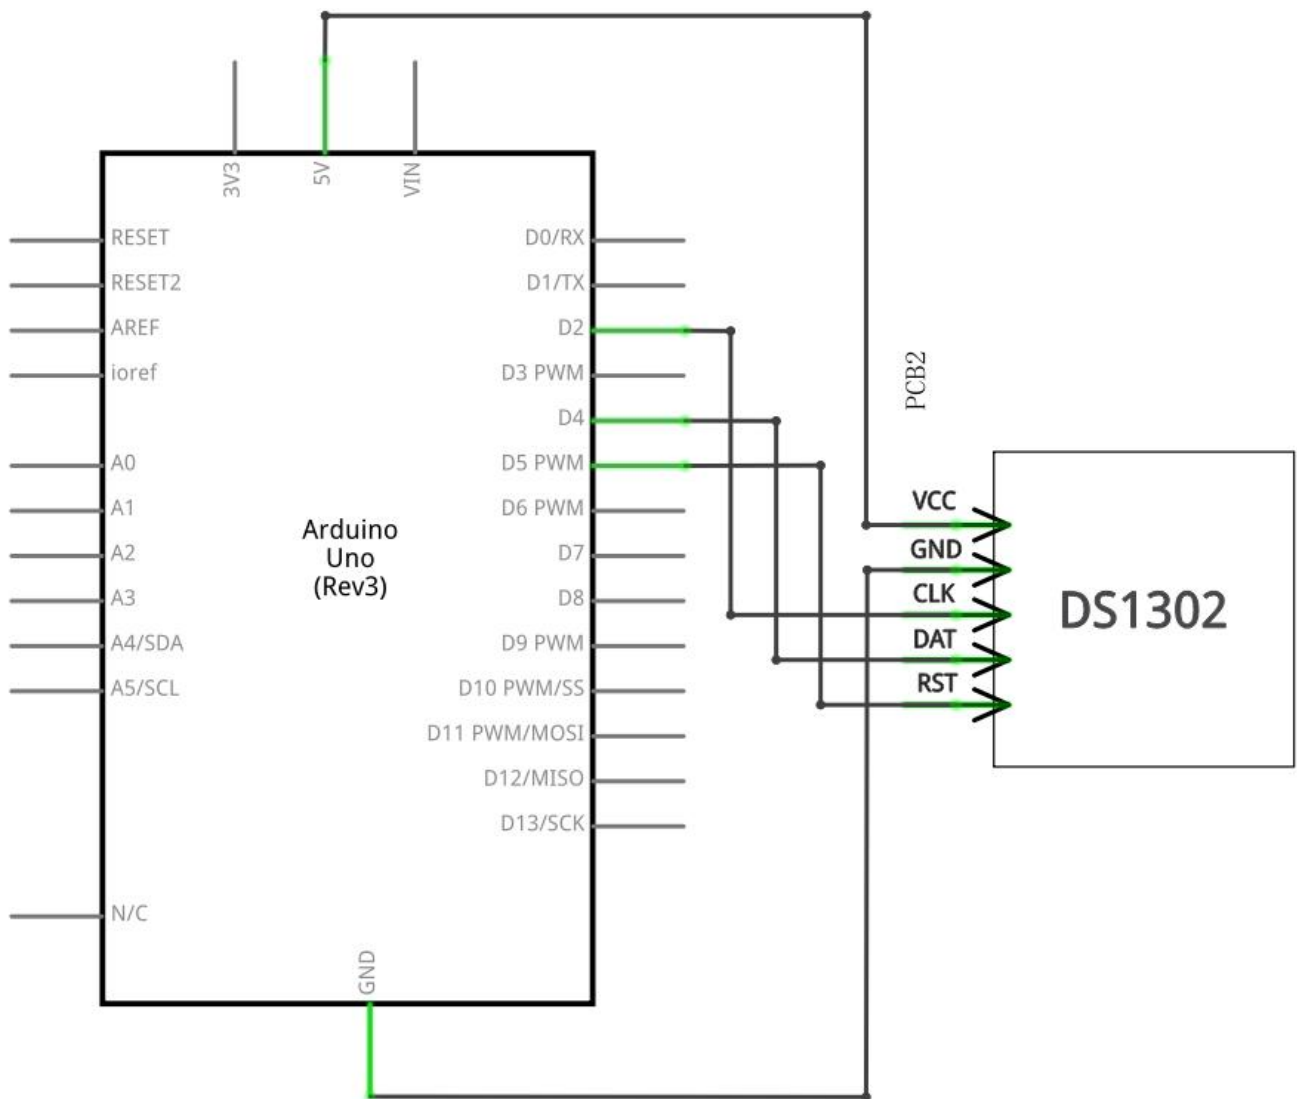 3V3
5V
VIN
RESET
RESET2
AREF
ioref
A0
A1
A2
A3
A4/SDA
A5/SCL
N/C
Arduino
Uno
(Rev3)
D0/RX
D1/TX
D2
D3 PWM
D4
D5 PWM
D6 PWM
D7
D8
D9 PWM
D10 PWM/SS
D11 PWM/MOSI
D12/MISO
D13/SCK
GND
PCB2
VCC
GND
CLK
DAT
RST
DS1302